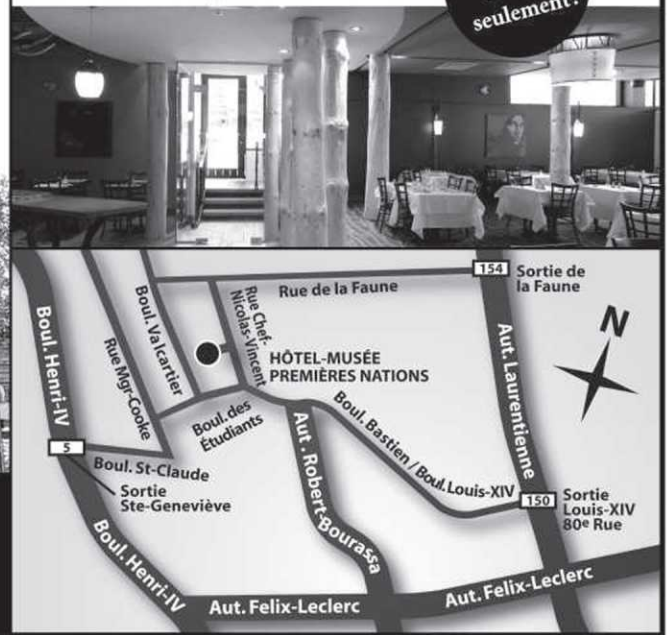 seulement!
154
Sortie de
la Faune
Rue de la Faune
Rue Chef-
Nicolas-Vincent
Boul. Valcartier
Boul. Henri-IV
Rue Mgr-Cooke
HÔTEL-MUSÉE
PREMIÈRES NATIONS
Aut. Laurentienne
N
Boul. des
Étudiants
Boul. Bastien / Boul. Louis-XIV
5
Boul. St-Claude
Sortie
Ste-Geneviève
Aut. Robert-Bourassa
150
Sortie
Louis-XIV
80e Rue
Boul. Henri-IV
Aut. Felix-Leclerc
Aut. Felix-Leclerc